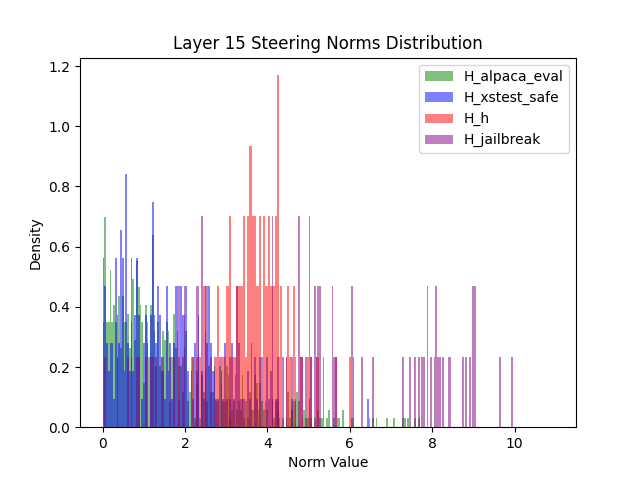 Layer 15 Steering Norms Distribution
H_alpaca_eval
H_xstest_safe
H_h
H_jailbreak
Density
1.2
1.0
0.8
0.6
0.4
0.2
0.0
0 2 4 6 8 10
Norm Value